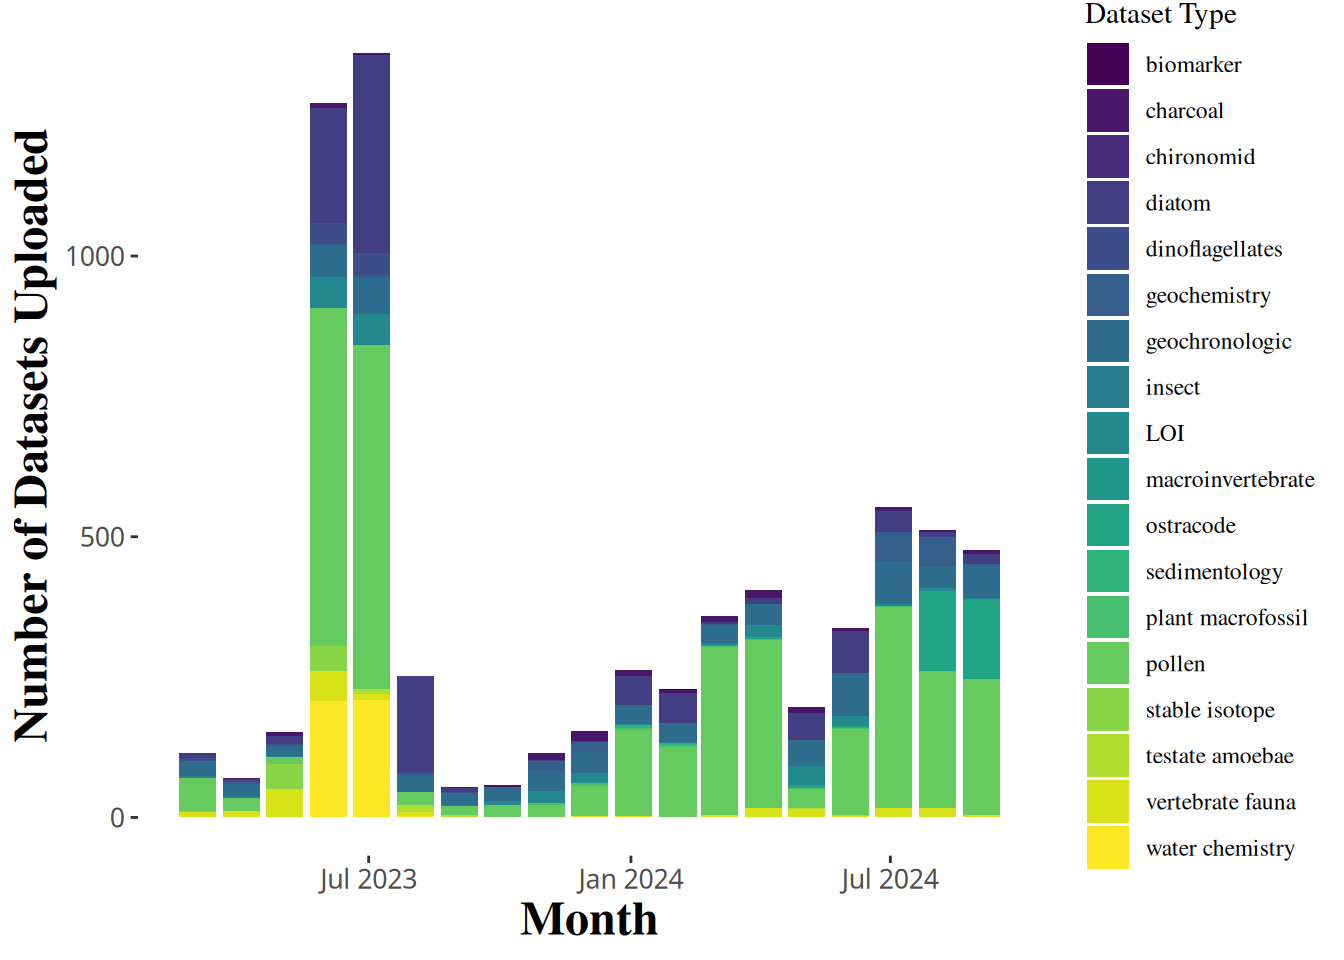 Dataset Type
biomarker
charcoal
chironomid
diatom
dinoflagellates
geochemistry
geochronologic
insect
LOI
macroinvertebrate
ostracode
sedimentology
plant macrofossil
pollen
stable isotope
testate amoebae
vertebrate fauna
water chemistry
Number of Datasets Uploaded
1000
500
0
Jul 2023
Jan 2024
Jul 2024
Month